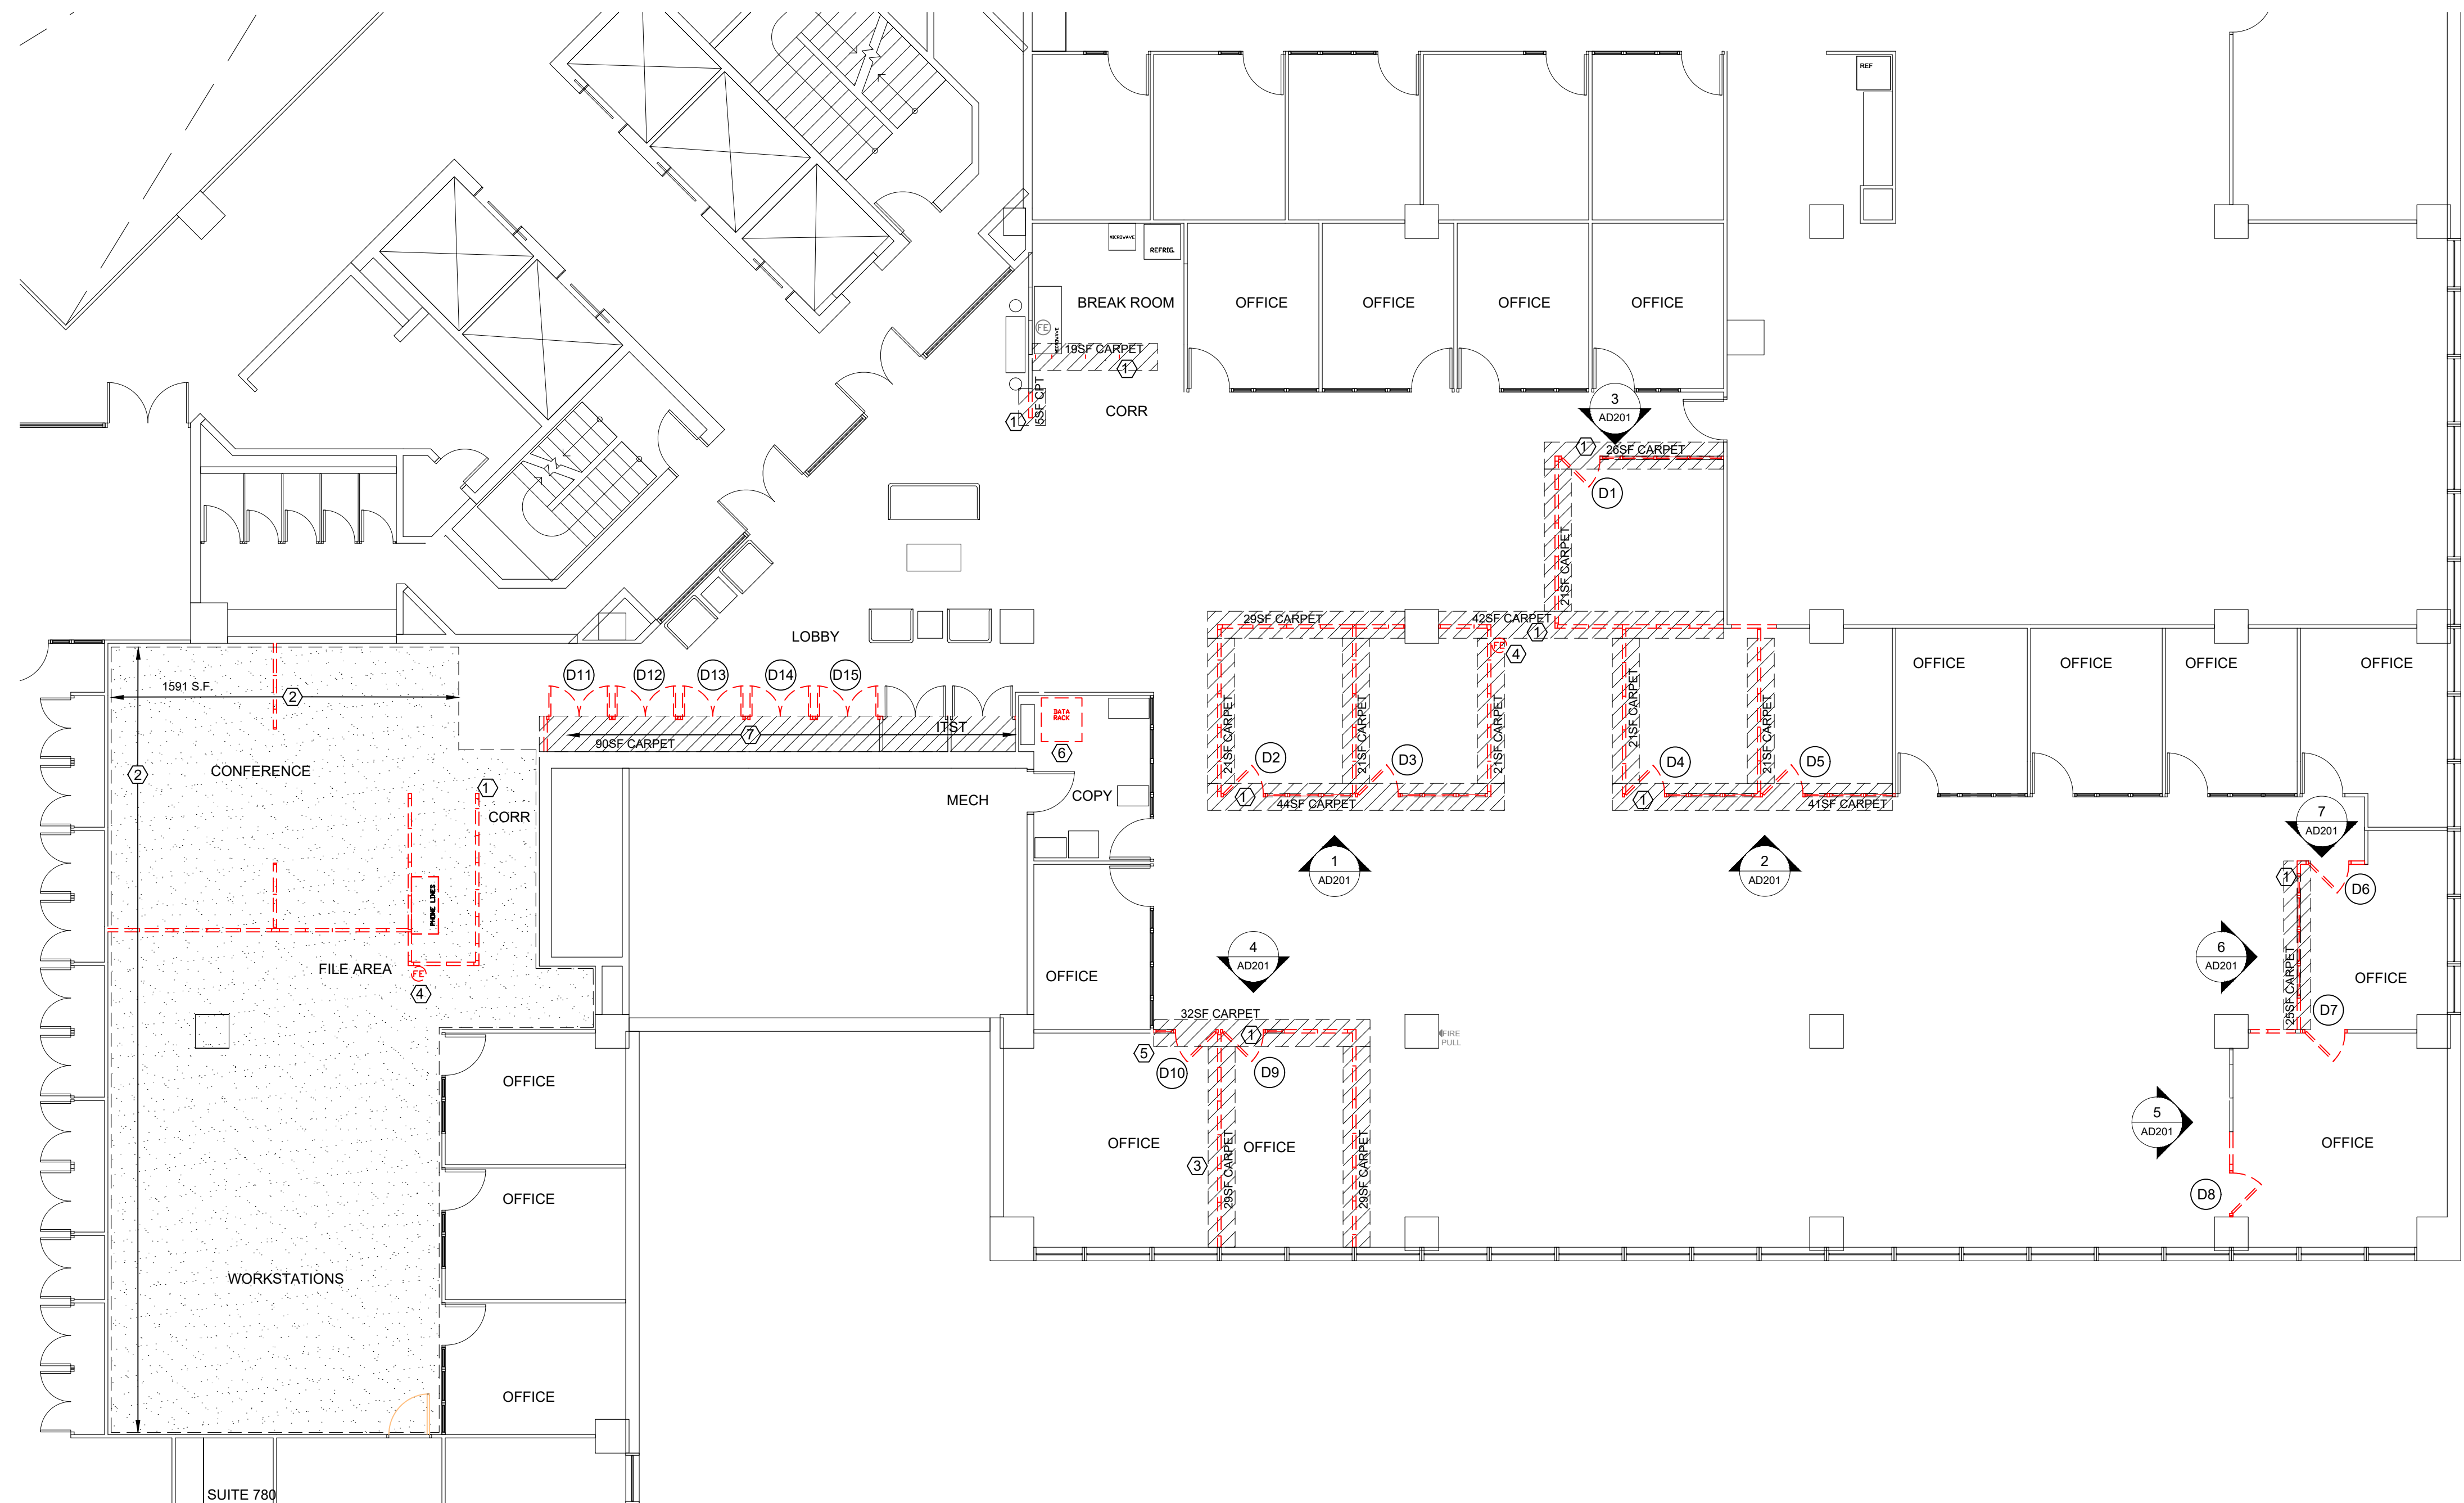 REF
MICROWAVE
REFRIG.
BREAK ROOM
OFFICE
OFFICE
OFFICE
OFFICE
FE
MICROWAVE
19SF CARPET
1
5SF CPT
1
CORR
3
AD201
1
26SF CARPET
D1
21SF CARPET
29SF CARPET
42SF CARPET
1
FE
4
LOBBY
OFFICE
OFFICE
OFFICE
OFFICE
D11
D12
D13
D14
D15
1591 S.F.
2
DATA
RACK
ITST
7
90SF CARPET
6
21SF CARPET
21SF CARPET
21SF CARPET
21SF CARPET
21SF CARPET
D2
D3
D4
D5
2
CONFERENCE
1
CORR
MECH
COPY
1
44SF CARPET
1
41SF CARPET
7
AD201
1
AD201
2
AD201
1
D6
PHONE LINES
FILE AREA
FE
4
OFFICE
4
AD201
6
AD201
25SF CARPET
OFFICE
D7
32SF CARPET
1
5
D10
D9
FIRE
PULL
OFFICE
OFFICE
OFFICE
3
29SF CARPET
29SF CARPET
5
AD201
OFFICE
D8
OFFICE
WORKSTATIONS
OFFICE
SUITE 780